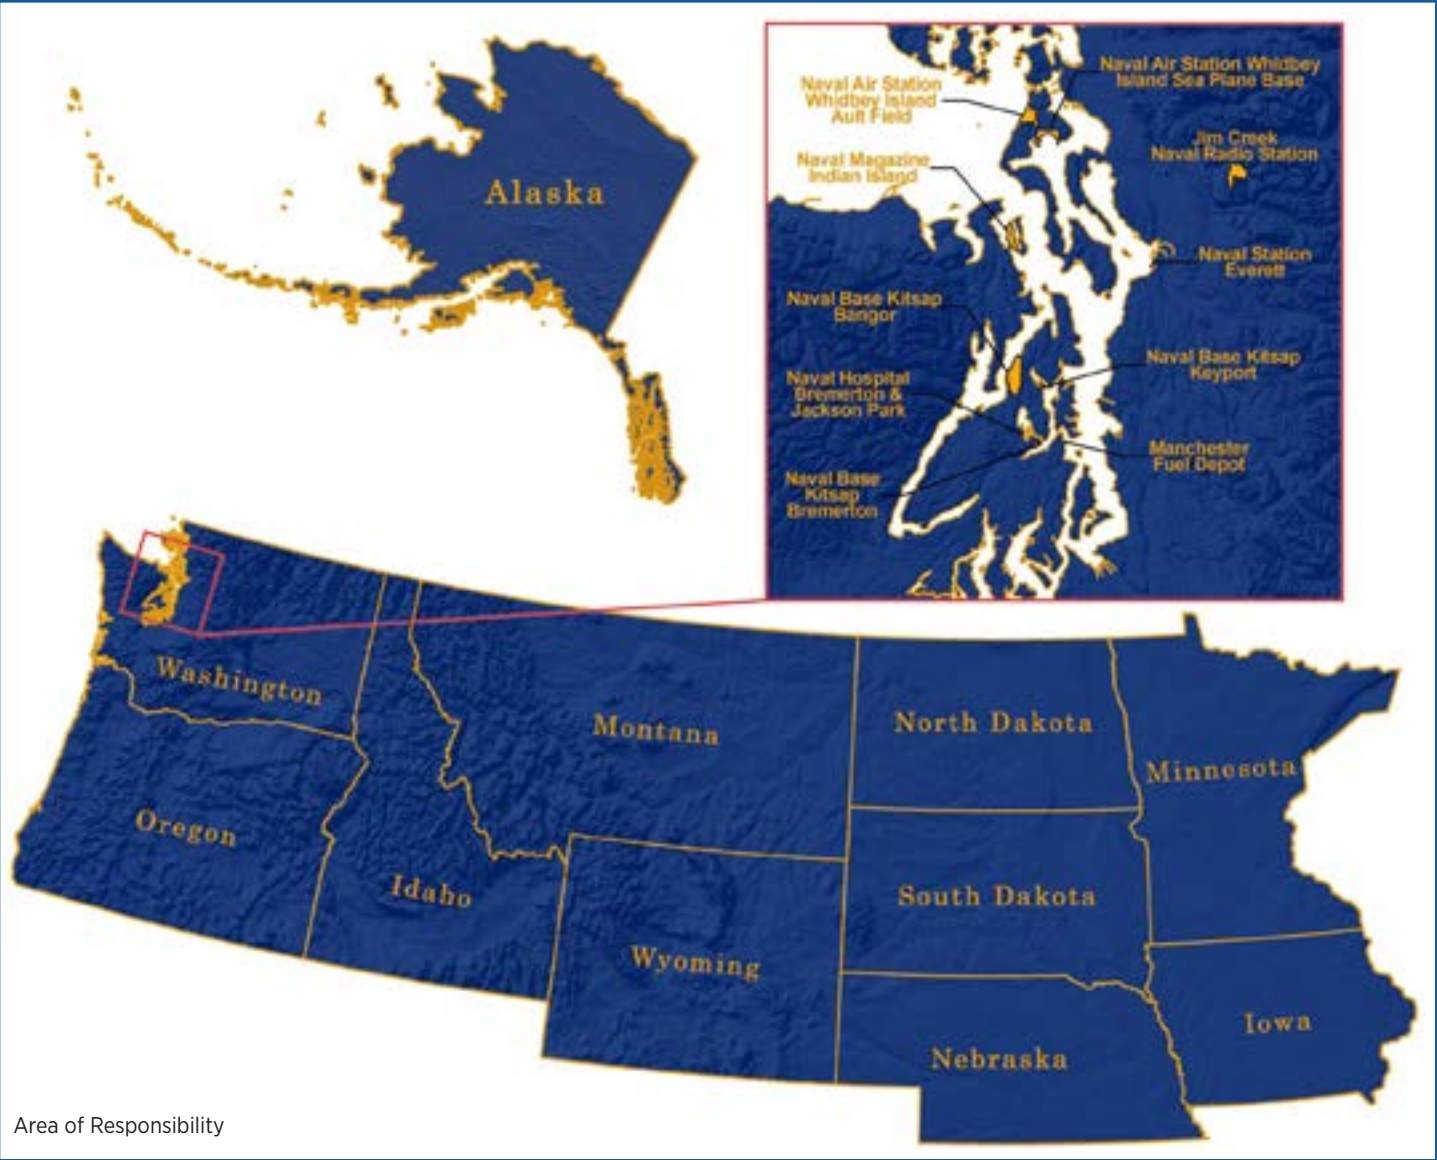 Alaska
Naval Air Station
Whidbey Island
Ault Field
Naval Air Station Whidbey
Island Sea Plane Base
Jim Creek
Naval Radio Station
Naval Magazine
Indian Island
Naval Station
Everett
Naval Base Kitsap
Bangor
Naval Base Kitsap
Keyport
Naval Hospital
Bremerton &
Jackson Park
Manchester
Fuel Depot
Naval Base
Kitsap
Bremerton
Washington
Montana
North Dakota
Minnesota
Oregon
Idaho
South Dakota
Wyoming
Iowa
Nebraska
Area of Responsibility